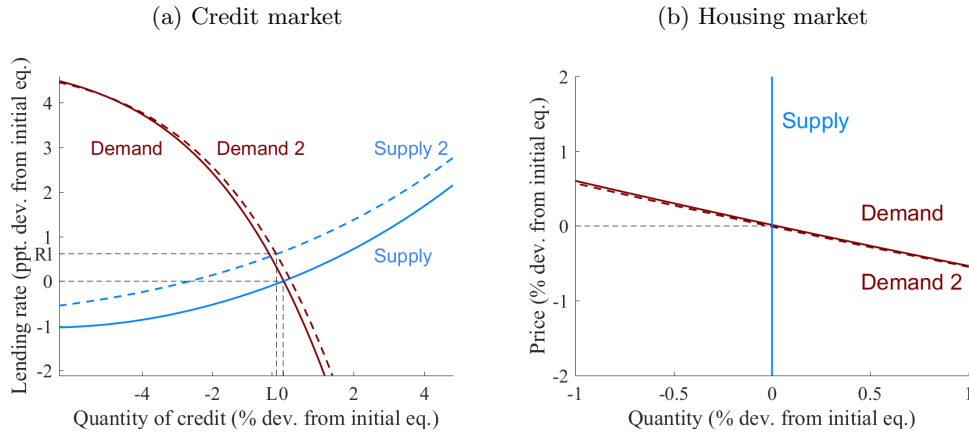 (a) Credit market
Lending rate (ppt. dev. from initial eq.)
4
3
2
1
Rl
0
-1
-2
-4
-2
L
0
2
4
Quantity of credit (% dev. from initial eq.)
Demand
Demand 2
Supply 2
Supply
(b) Housing market
Price (% dev. from initial eq.)
2
1
0
-1
-2
-1
-0.5
0
0.5
1
Quantity (% dev. from initial eq.)
Supply
Demand
Demand 2